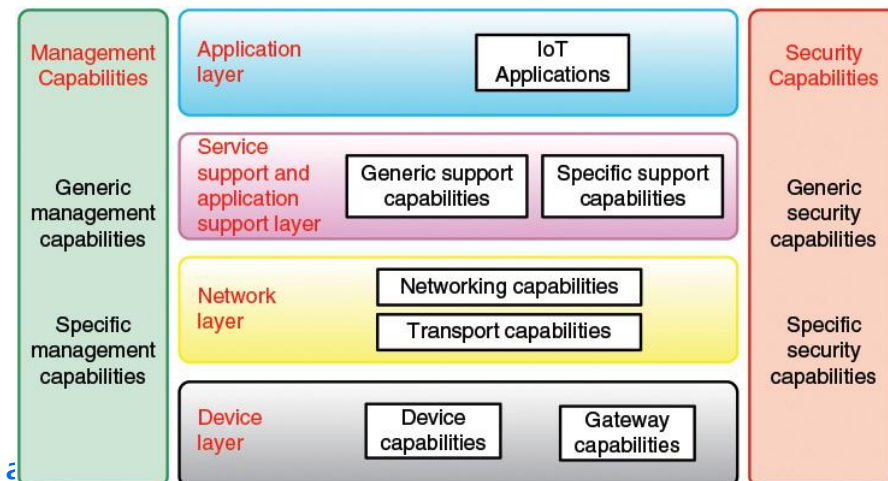 Management
Capabilities
Generic
management
capabilities
Specific
management
capabilities
Application
layer
IoT
Applications
Service
support and
application
support layer
Generic support
capabilities
Specific support
capabilities
Network
layer
Networking capabilities
Transport capabilities
Device
layer
Device
capabilities
Gateway
capabilities
Security
Capabilities
Generic
security
capabilities
Specific
security
capabilities